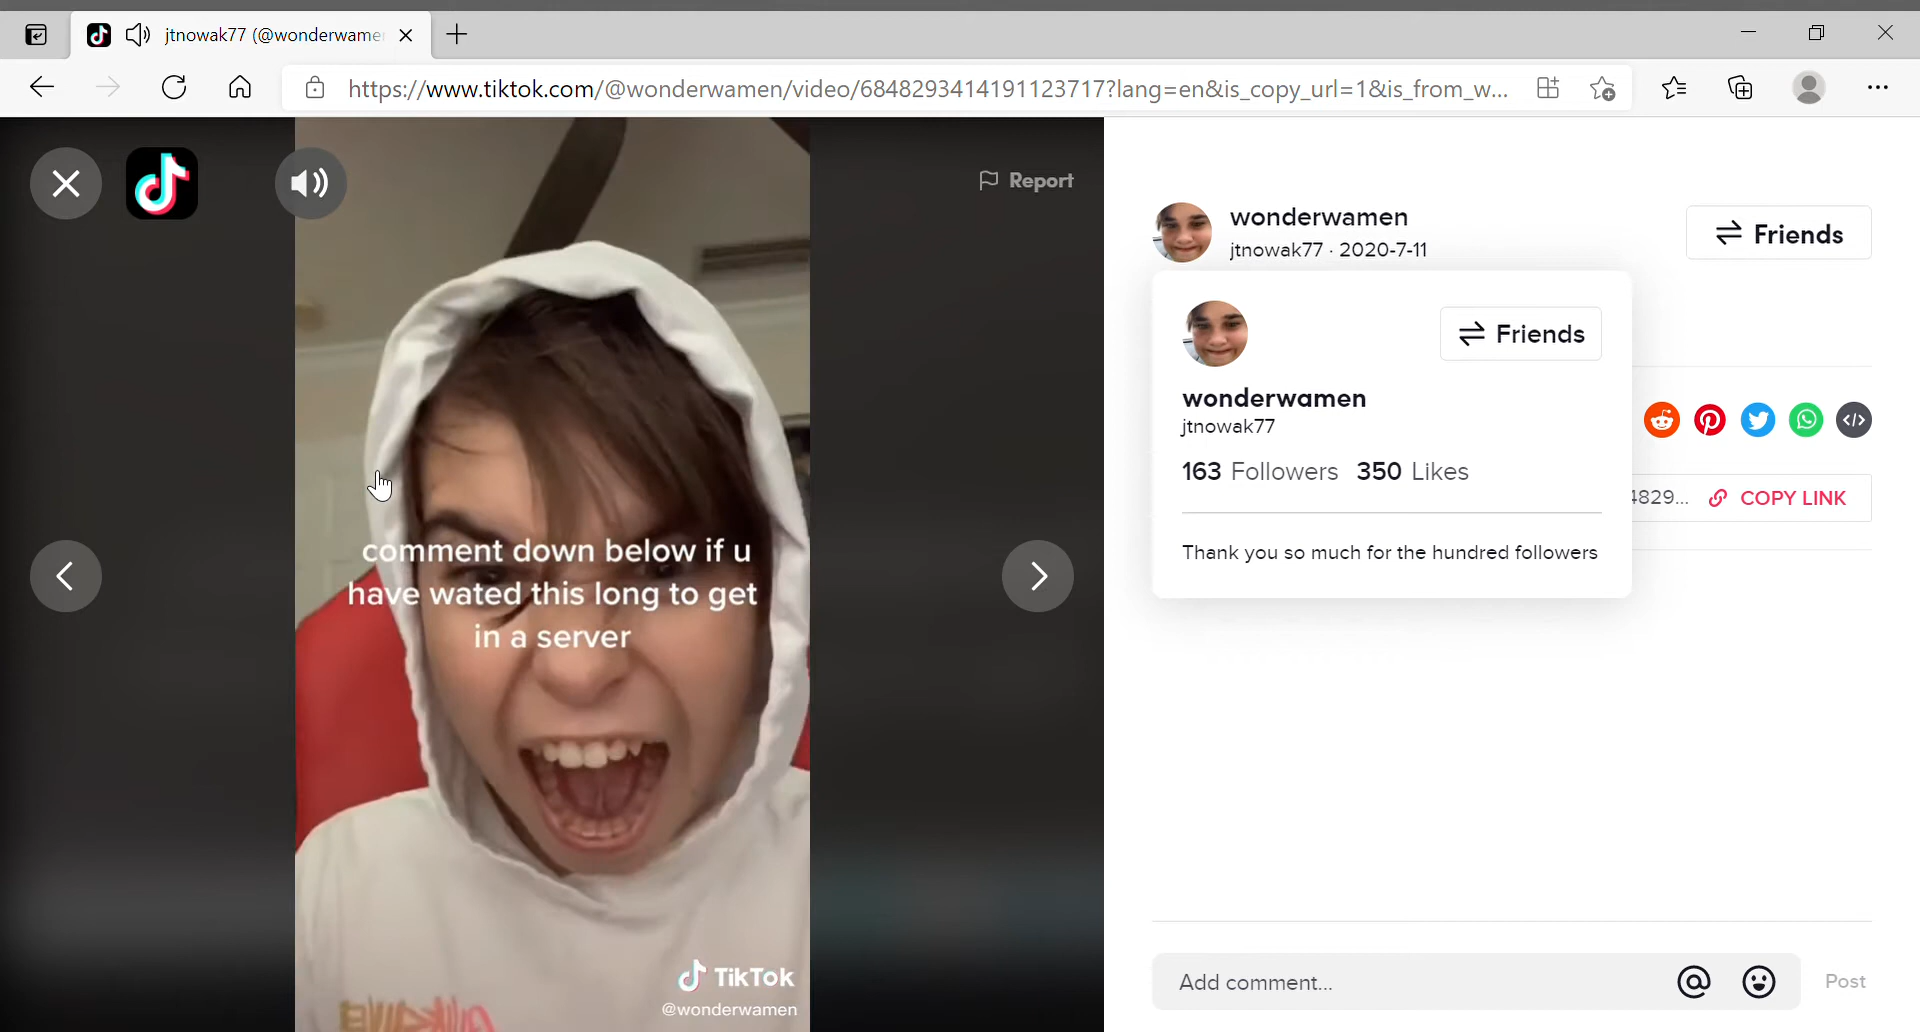 jtnowak77 (@wonderwame
https://www.tiktok.com/@wonderwamen/video/6848293414191123717?lang=en&is_copy_url=1&is_from_w...
Report
wonderwamen
jtnowak77 · 2020-7-11
Friends
Friends
wonderwamen
jtnowak77
163 Followers 350 Likes
4829... COPY LINK
Thank you so much for the hundred followers
comment down below if u
have wated this long to get
in a server
TikTok
@wonderwamen
Add comment...
Post